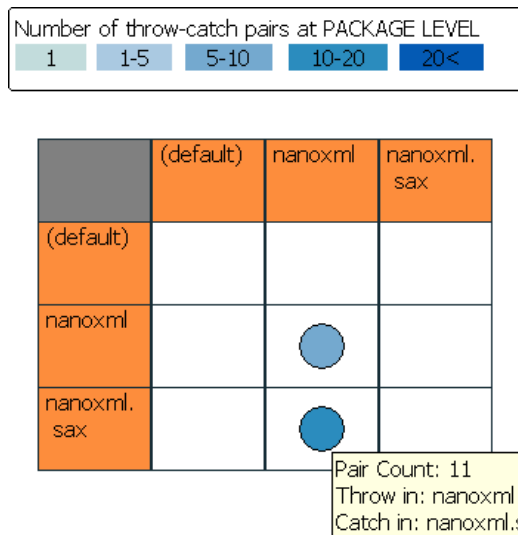 Number of throw-catch pairs at PACKAGE LEVEL
1 1-5 5-10 10-20 20<
(default) nanoxml nanoxml.
sax
(default)
nanoxml
nanoxml.
sax
Pair Count: 11
Throw in: nanoxml
Catch in: nanoxml.s